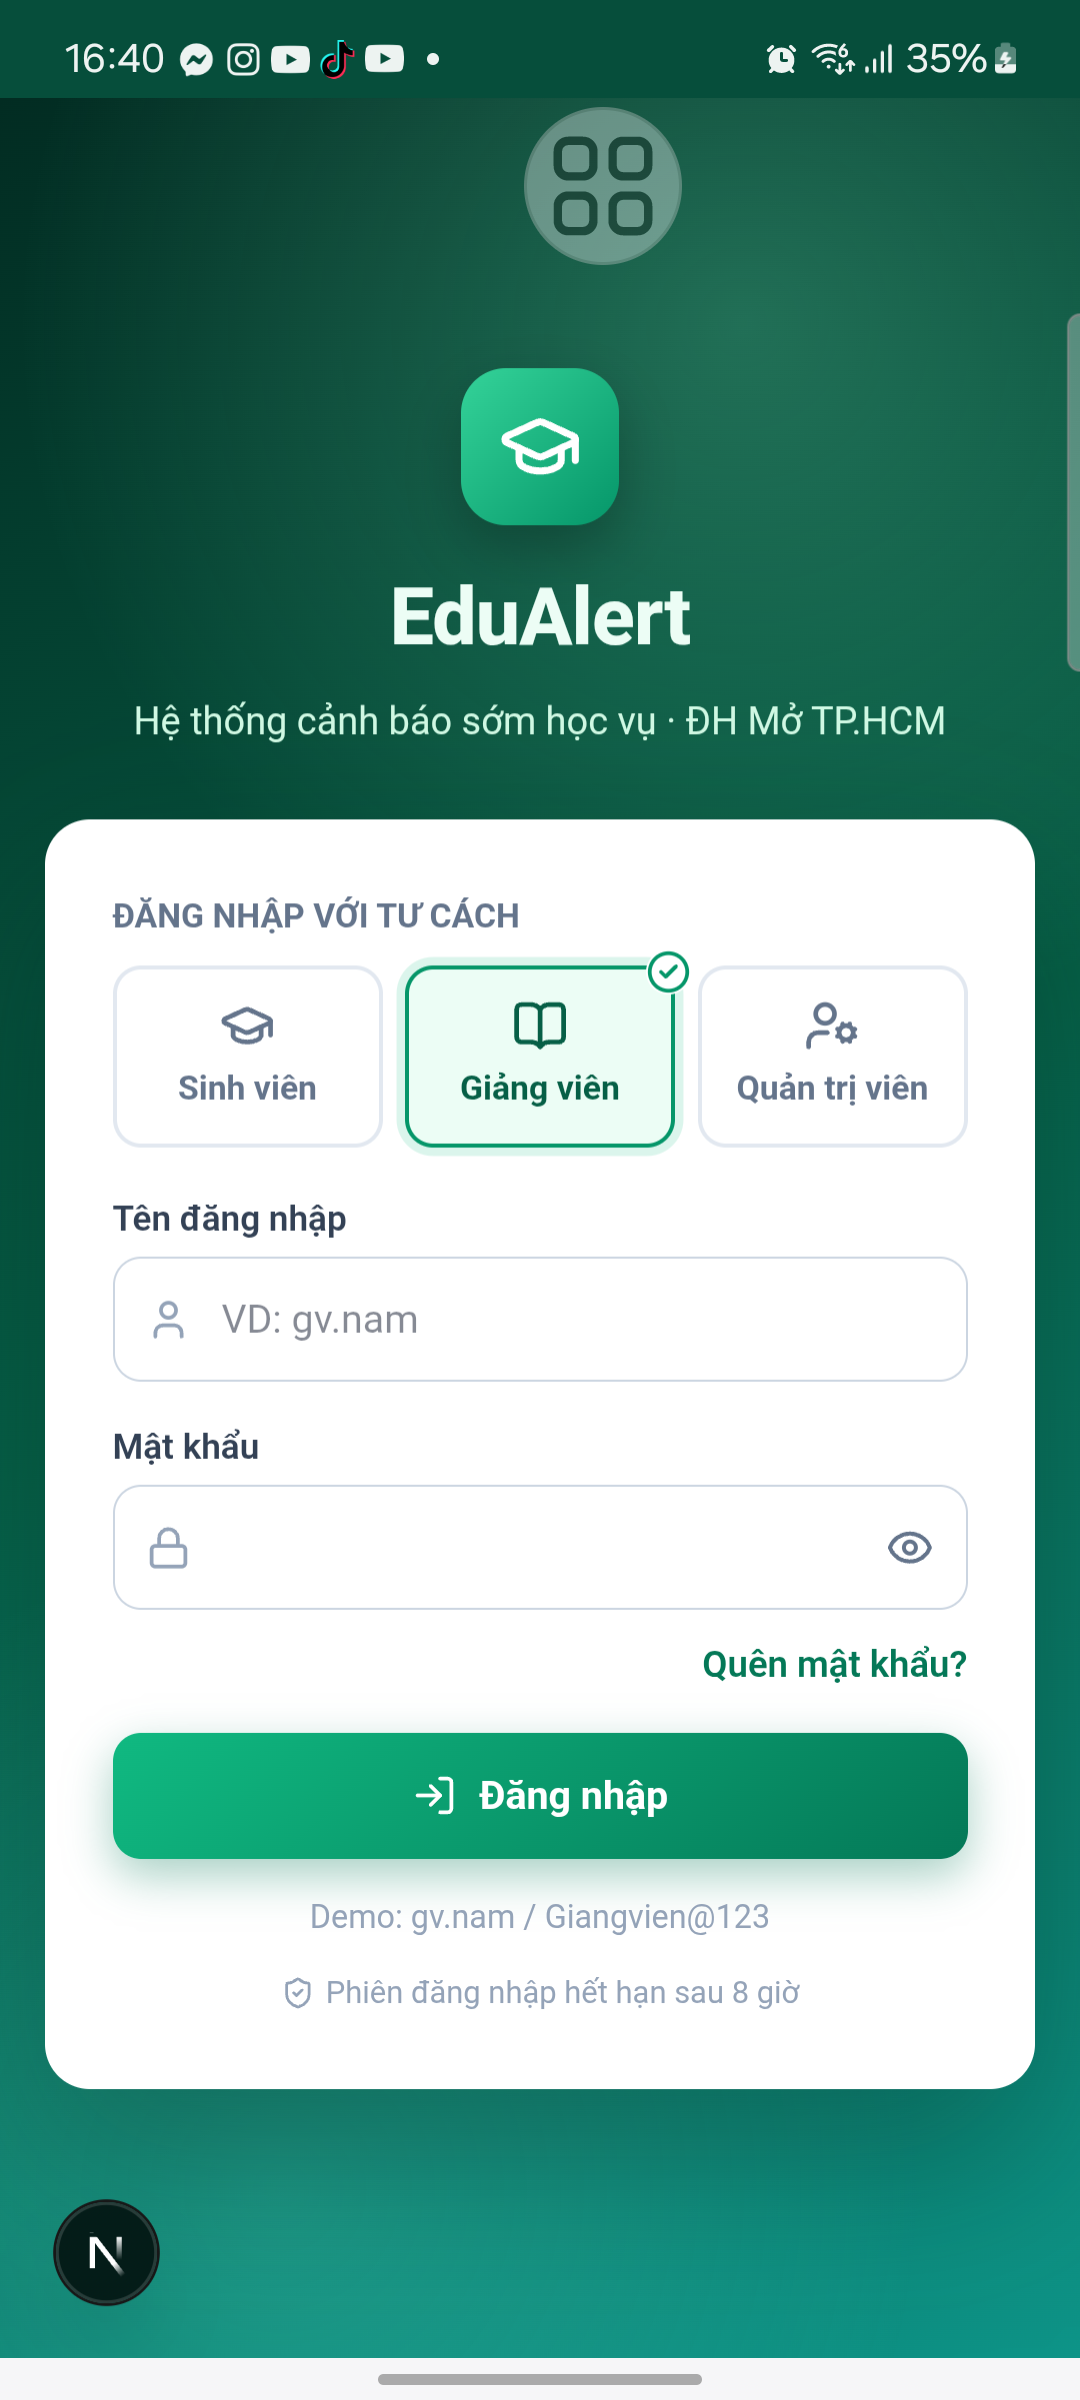 16:40
35%
EduAlert
Hệ thống cảnh báo sớm học vụ · ĐH Mở TP.HCM
ĐĂNG NHẬP VỚI TƯ CÁCH
Sinh viên
Giảng viên
Quản trị viên
Tên đăng nhập
VD: gv.nam
Mật khẩu
Quên mật khẩu?
Đăng nhập
Demo: gv.nam / Giangvien@123
Phiên đăng nhập hết hạn sau 8 giờ
N